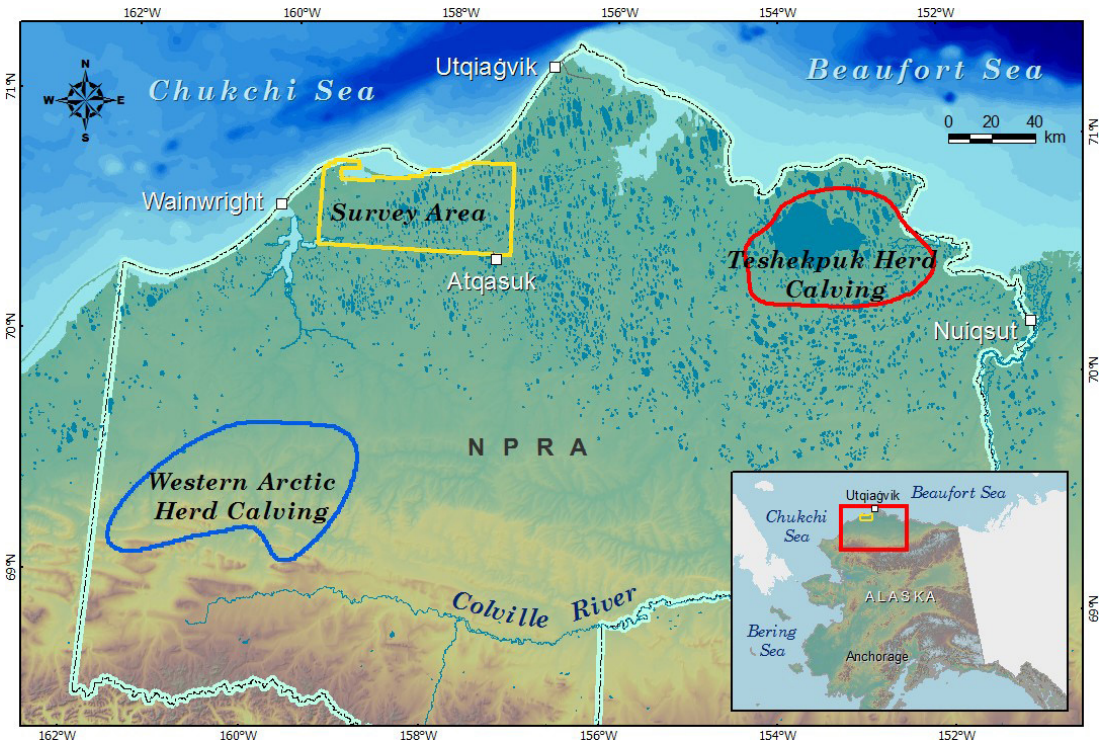 162°W 160°W 158°W 156°W 154°W 152°W
Utqiaġvik
Beaufort Sea
N
W E
S
Chukchi Sea
71°N
71°N
0 20 40
km
Wainwright
Survey Area
Atqasuk
Teshekpuk Herd
Calving
Nuiqsut
70°N
70°N
N P R A
Western Arctic
Herd Calving
69°N
69°N
Colville River
Utqiaġvik
Beaufort Sea
Chukchi
Sea
ALASKA
Bering
Sea
Anchorage
162°W 160°W 158°W 156°W 154°W 152°W